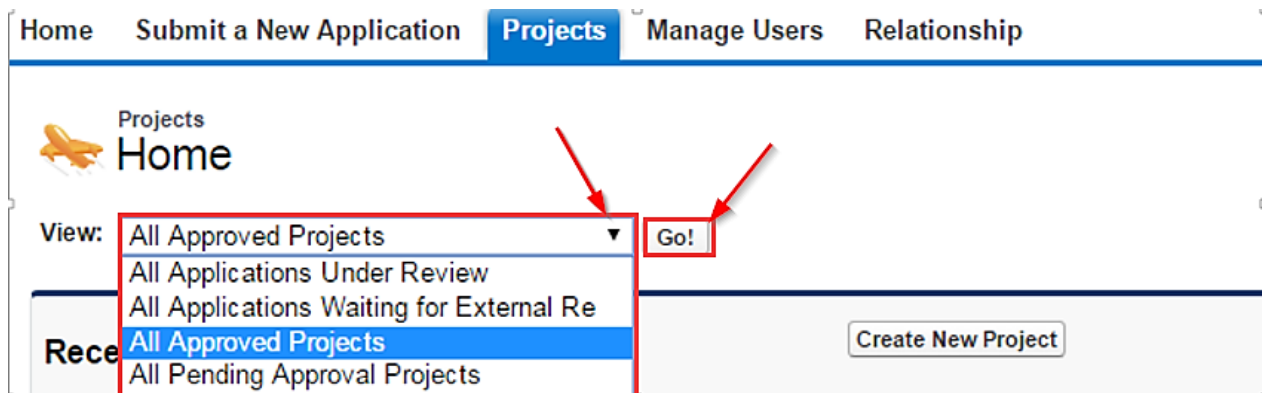 Home Submit a New Application Projects Manage Users Relationship
Projects
Home
View: All Approved Projects Go!
All Applications Under Review
All Applications Waiting for External Re
All Approved Projects
Rece
Create New Project
All Pending Approval Projects